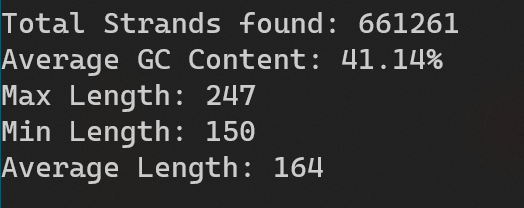 Total Strands found: 661261
Average GC Content: 41.14%
Max Length: 247
Min Length: 150
Average Length: 164